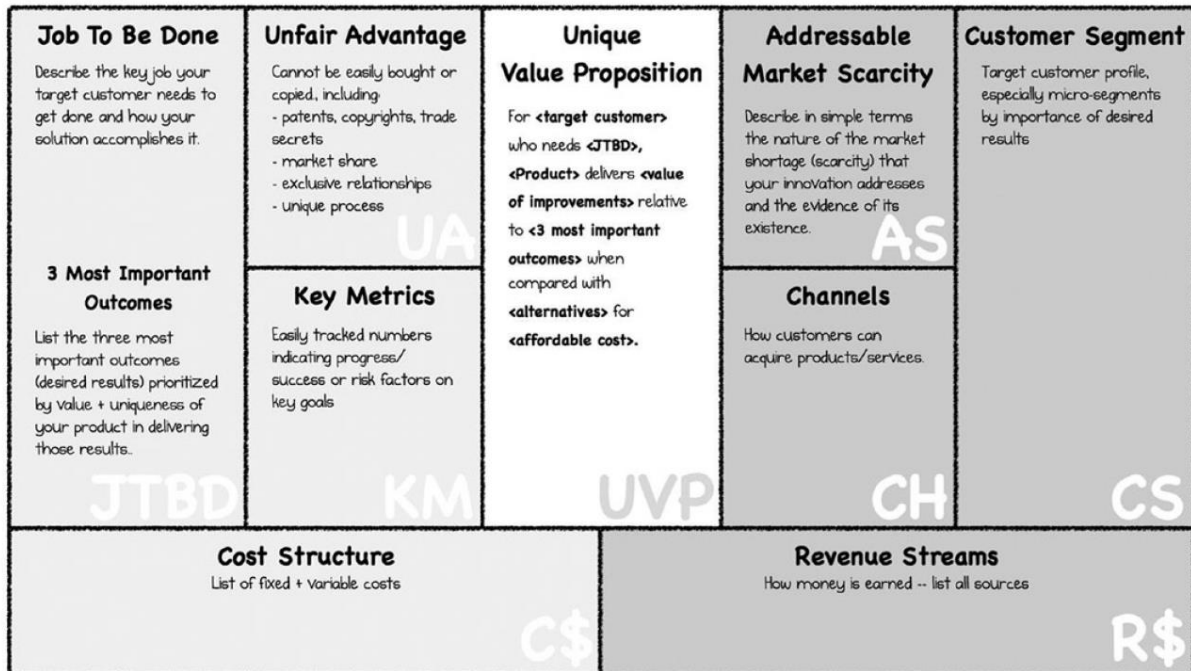 Job To Be Done
Describe the key job your
target customer needs to
get done and how your
solution accomplishes it.
3 Most Important
Outcomes
List the three most
important outcomes
(desired results) prioritized
by value + uniqueness of
your product in delivering
those results..
JTBD
Unfair Advantage
Cannot be easily bought or
copied, including:
- patents, copyrights, trade
secrets
- market share
- exclusive relationships
- unique process
UA
Key Metrics
Easily tracked numbers
indicating progress/
success or risk factors on
key goals
KM
Unique
Value Proposition
For <target customer>
who needs <JTBD>,
<Product> delivers <value
of improvements> relative
to <3 most important
outcomes> when
compared with
<alternatives> for
<affordable cost>.
UVP
Addressable
Market Scarcity
Describe in simple terms
the nature of the market
shortage (scarcity) that
your innovation addresses
and the evidence of its
existence.
AS
Channels
How customers can
acquire products/services.
CH
Customer Segment
Target customer profile,
especially micro-segments
by importance of desired
results
CS
Cost Structure
List of fixed + variable costs
C$
Revenue Streams
How money is earned -- list all sources
R$